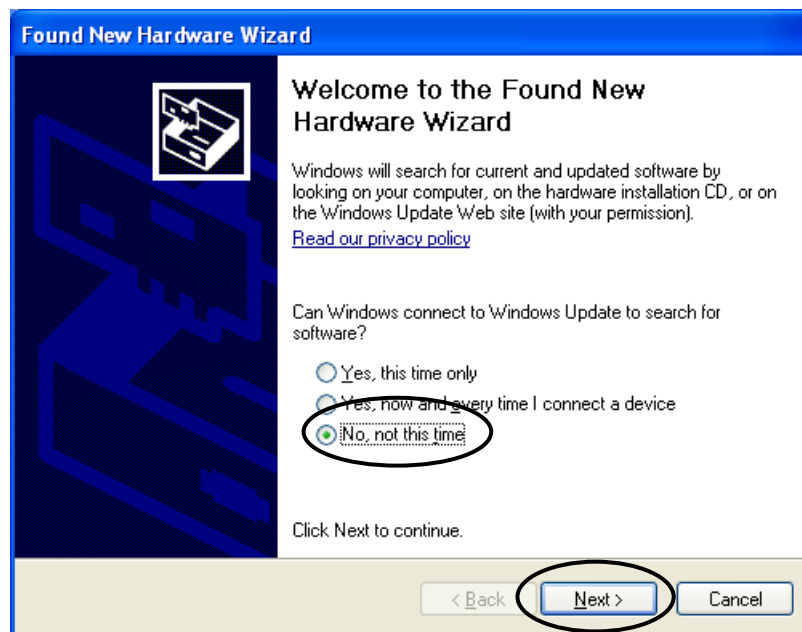 Found New Hardware Wizard
Welcome to the Found New
Hardware Wizard
Windows will search for current and updated software by
looking on your computer, on the hardware installation CD, or on
the Windows Update Web site (with your permission).
Read our privacy policy
Can Windows connect to Windows Update to search for
software?
Yes, this time only
Yes, now and every time I connect a device
No, not this time
Click Next to continue.
< Back
Next >
Cancel